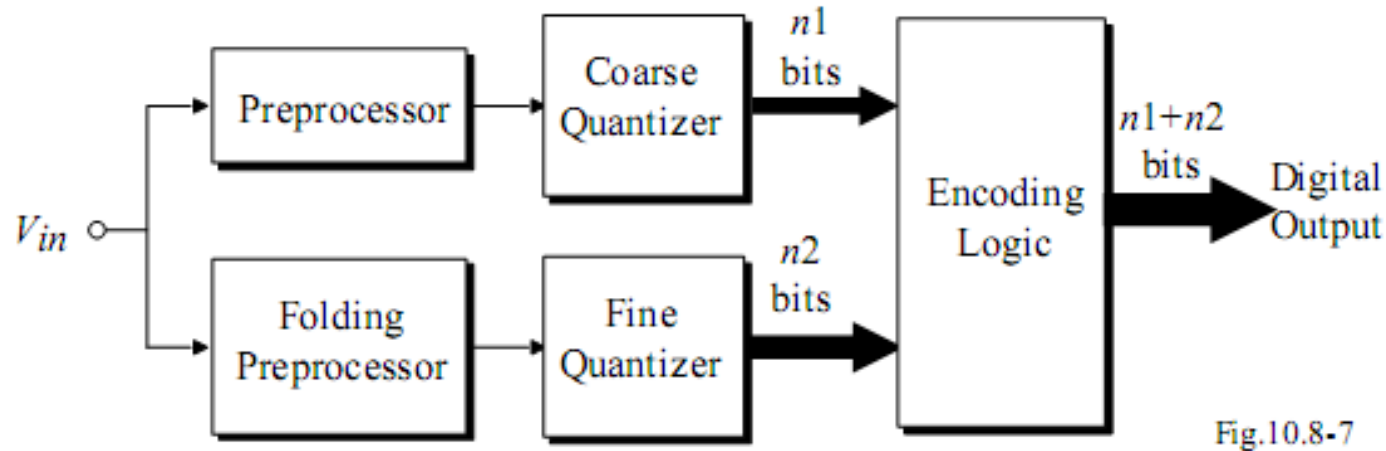 Preprocessor
Coarse
Quantizer
n1
bits
Vin
Folding
Preprocessor
Fine
Quantizer
n2
bits
Encoding
Logic
n1+n2
bits
Digital
Output
Fig.10.8-7